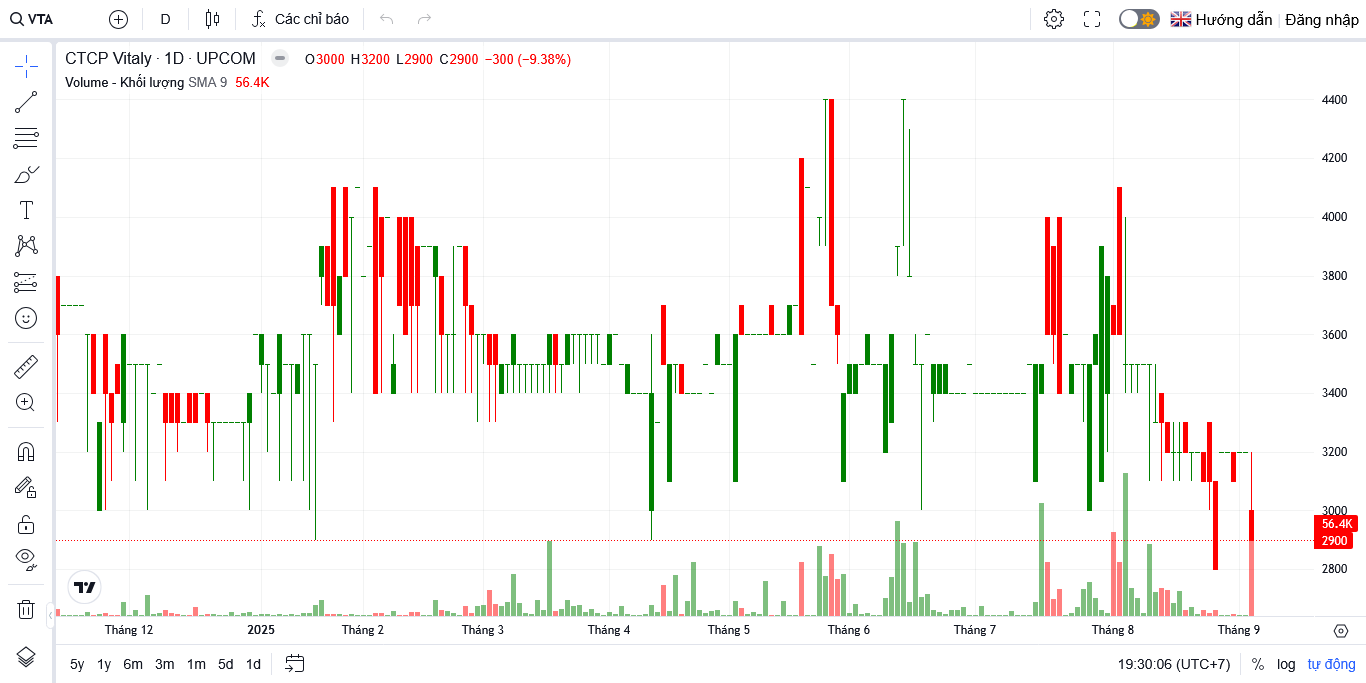 VTA D Các chỉ báo Hướng dẫn Đăng nhập
CTCP Vitaly · 1D · UPCOM O3000 H3200 L2900 C2900 −300 (−9.38%)
Volume - Khối lượng SMA 9 56.4K
4400
4200
4000
3800
3600
3400
3200
3000
56.4K
2900
2800
Tháng 12 2025 Tháng 2 Tháng 3 Tháng 4 Tháng 5 Tháng 6 Tháng 7 Tháng 8 Tháng 9
5y 1y 6m 3m 1m 5d 1d 19:30:06 (UTC+7) % log tự động